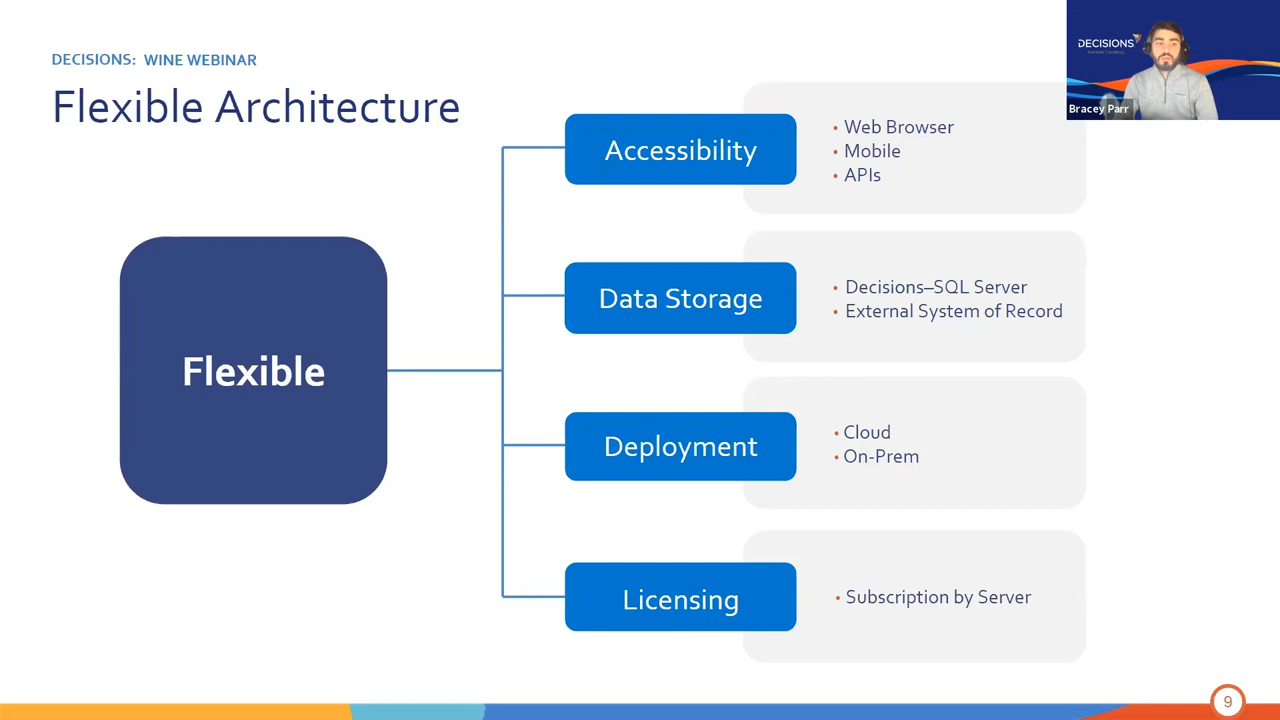 DECISIONS: WINE WEBINAR
Flexible Architecture
DECISIONS
Bracey Parr
Flexible
Accessibility
• Web Browser
• Mobile
• APIs
Data Storage
• Decisions–SQL Server
• External System of Record
Deployment
• Cloud
• On-Prem
Licensing
• Subscription by Server
9